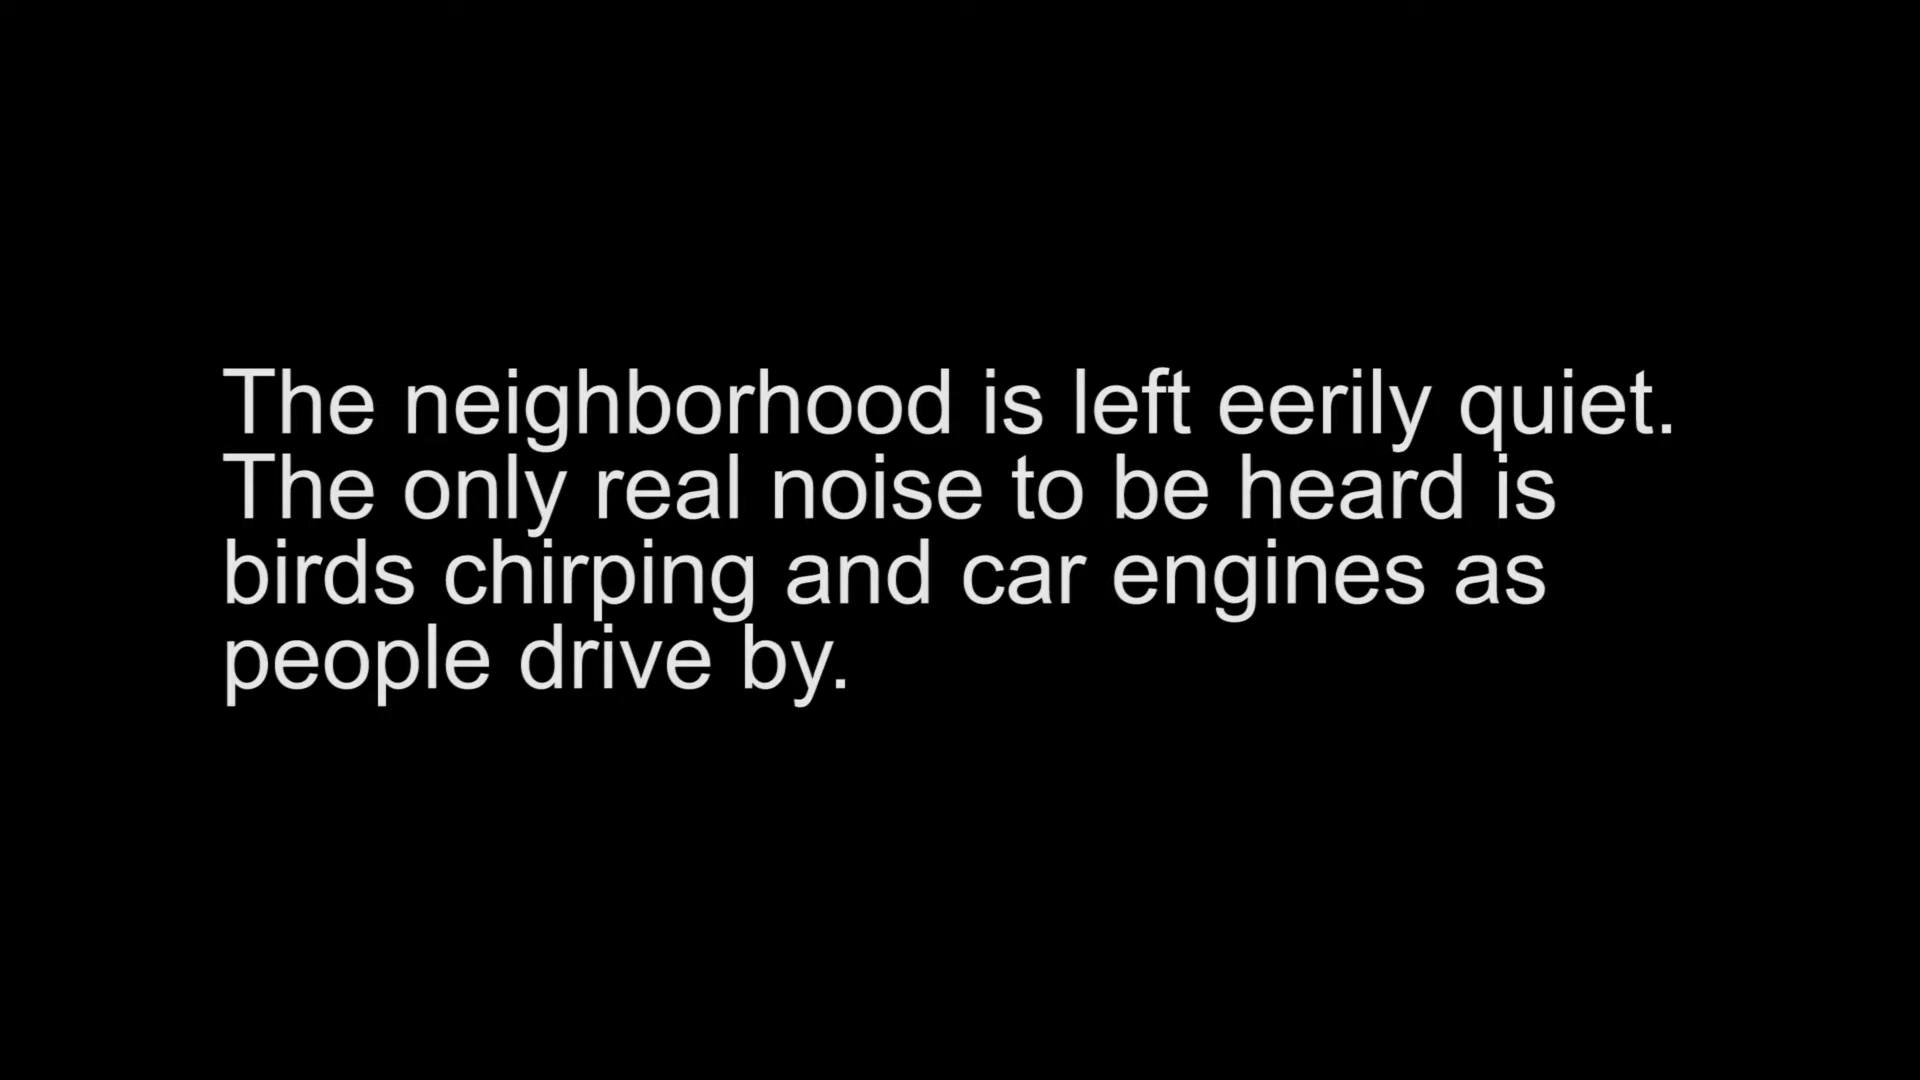 The neighborhood is left eerily quiet.
The only real noise to be heard is
birds chirping and car engines as
people drive by.